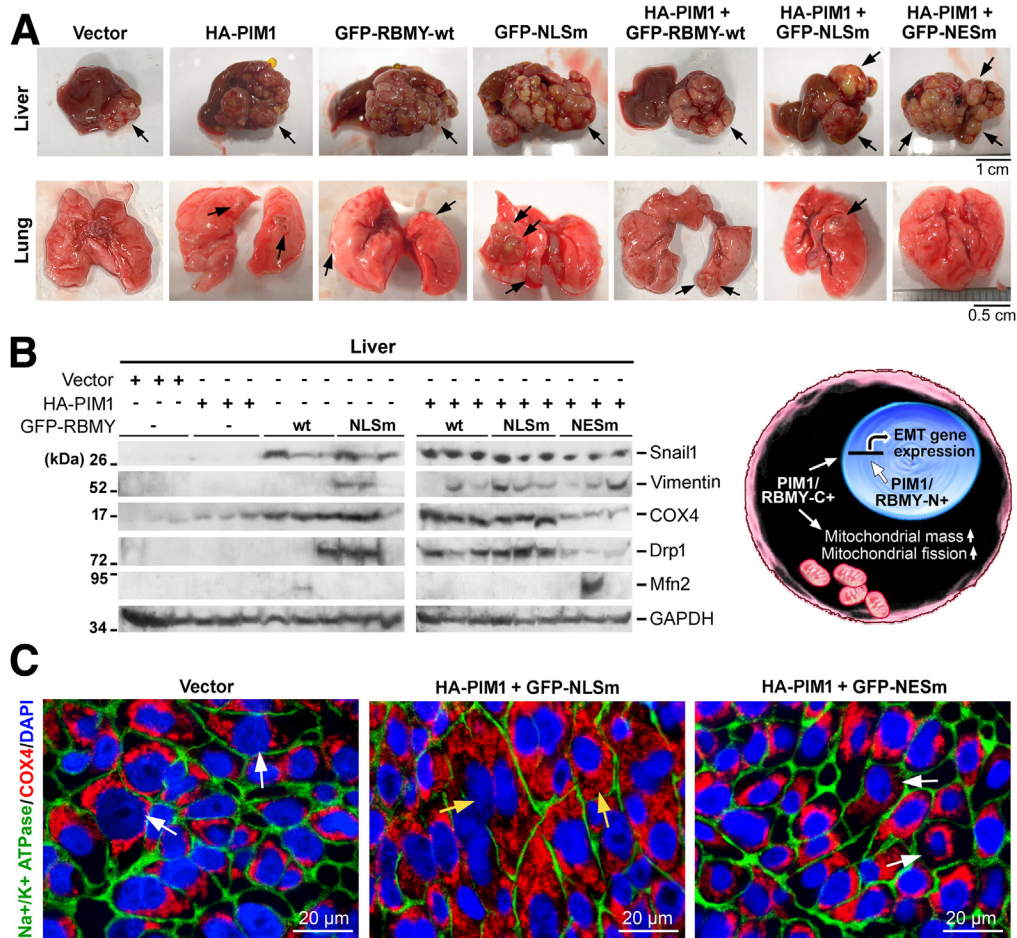 A
Vector HA-PIM1 GFP-RBMY-wt GFP-NLSm HA-PIM1 + GFP-RBMY-wt HA-PIM1 + GFP-NLSm HA-PIM1 + GFP-NESm
Liver
1 cm
Lung
0.5 cm
B
Liver
Vector + + + - - - - - - - - - - - - - - -
HA-PIM1 - - - + + + - - - - - - + + + + + + + + +
GFP-RBMY - - wt NLSm wt NLSm NESm
(kDa) 26 Snail1
52 Vimentin
17 COX4
72 Drp1
95 Mfn2
34 GAPDH
EMT gene
expression
PIM1/
RBMY-C+
PIM1/
RBMY-N+
Mitochondrial mass
Mitochondrial fission
C
Vector HA-PIM1 + GFP-NLSm HA-PIM1 + GFP-NESm
Na+/K+ ATPase/COX4/DAPI
20 µm 20 µm 20 µm